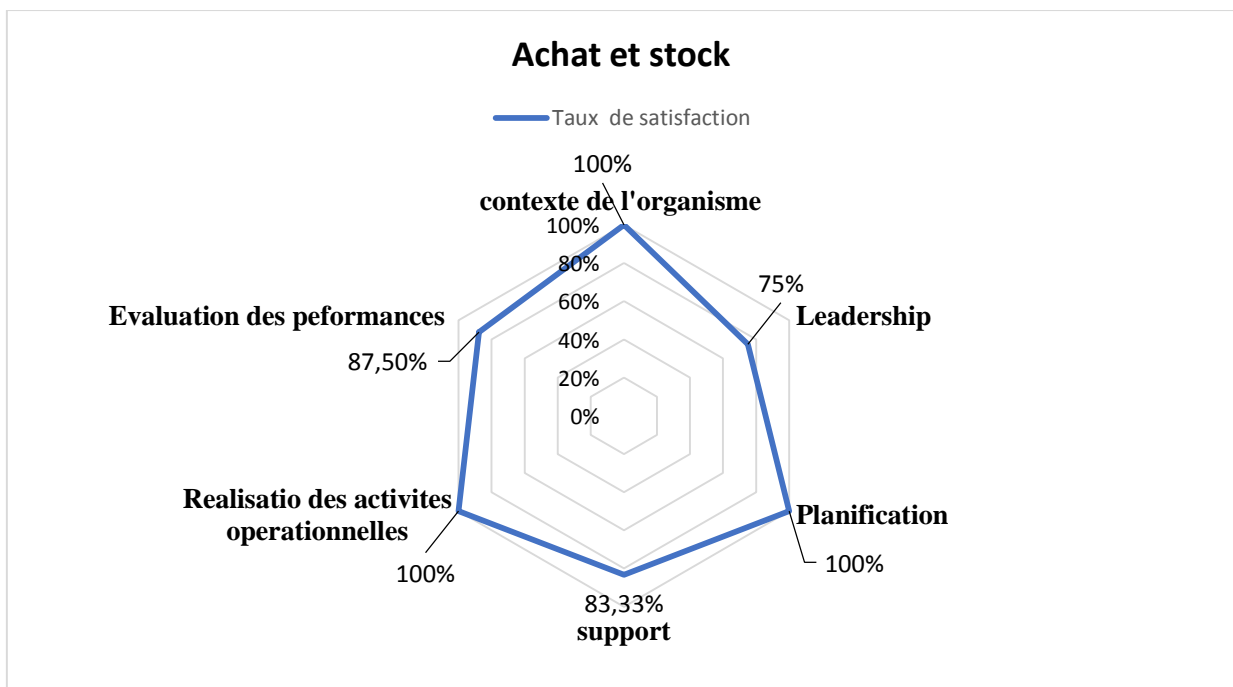 Achat et stock
Taux de satisfaction
100%
contexte de l'organisme
100%
80%
60%
40%
20%
0%
75%
Leadership
Planification
100%
83,33%
support
Realisatio des activites
operationnelles
100%
Evaluation des peformances
87,50%